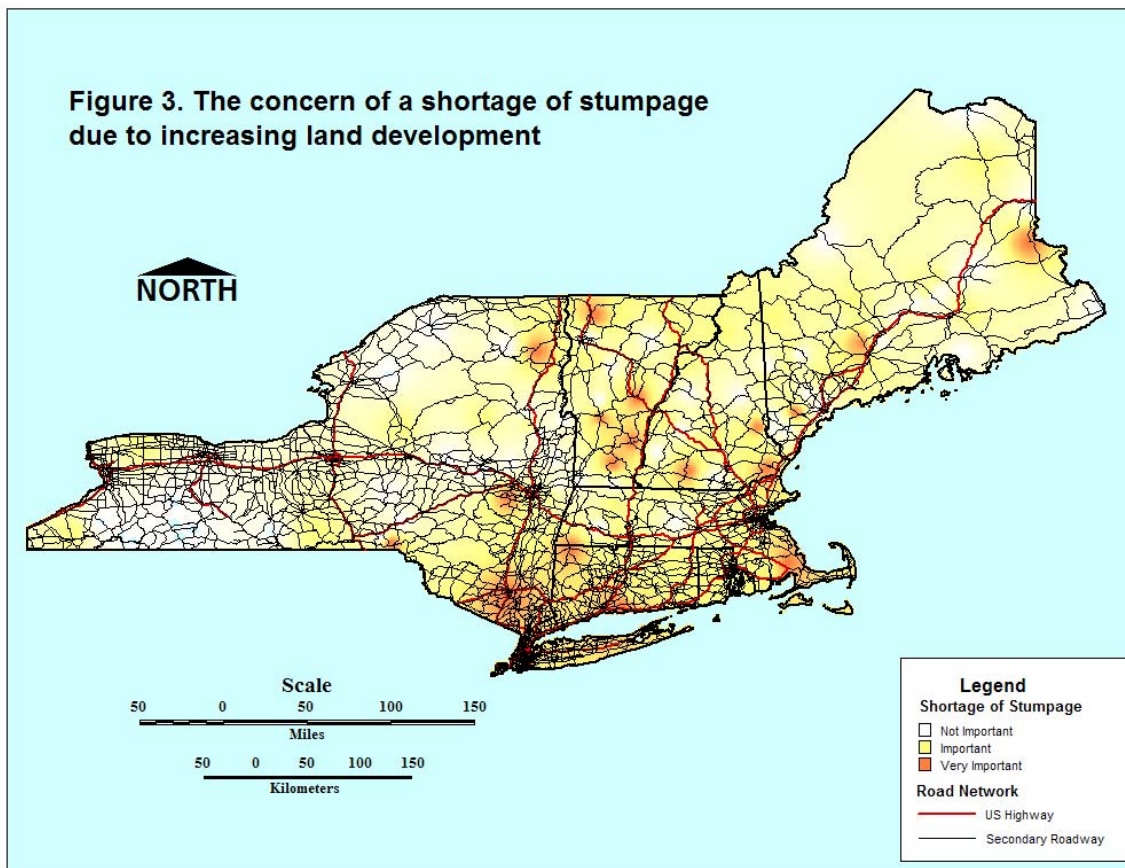 Figure 3. The concern of a shortage of stumpage
due to increasing land development
NORTH
Scale
50 0 50 100 150
Miles
50 0 50 100 150
Kilometers
Legend
Shortage of Stumpage
Not Important
Important
Very Important
Road Network
US Highway
Secondary Roadway